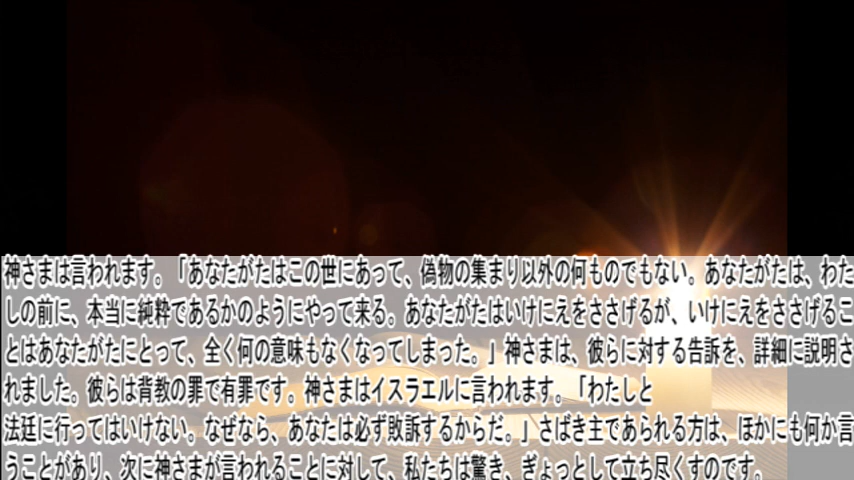 神さまは言われます。「あなたがたはこの世にあって、偽物の集まり以外の何ものでもない。あなたがたは、わた
しの前に、本当に純粋であるかのようにやって来る。あなたがたはいけにえをささげるが、いけにえをささげるこ
とはあなたがたにとって、全く何の意味もなくなってしまった。」神さまは、彼らに対する告訴を、詳細に説明さ
れました。彼らは背教の罪で有罪です。神さまはイスラエルに言われます。「わたしと
法廷に行ってはいけない。なぜなら、あなたは必ず敗訴するからだ。」さばき主であられる方は、ほかにも何か言
うことがあり、次に神さまが言われることに対して、私たちは驚き、ぎょっとして立ち尽くすのです。